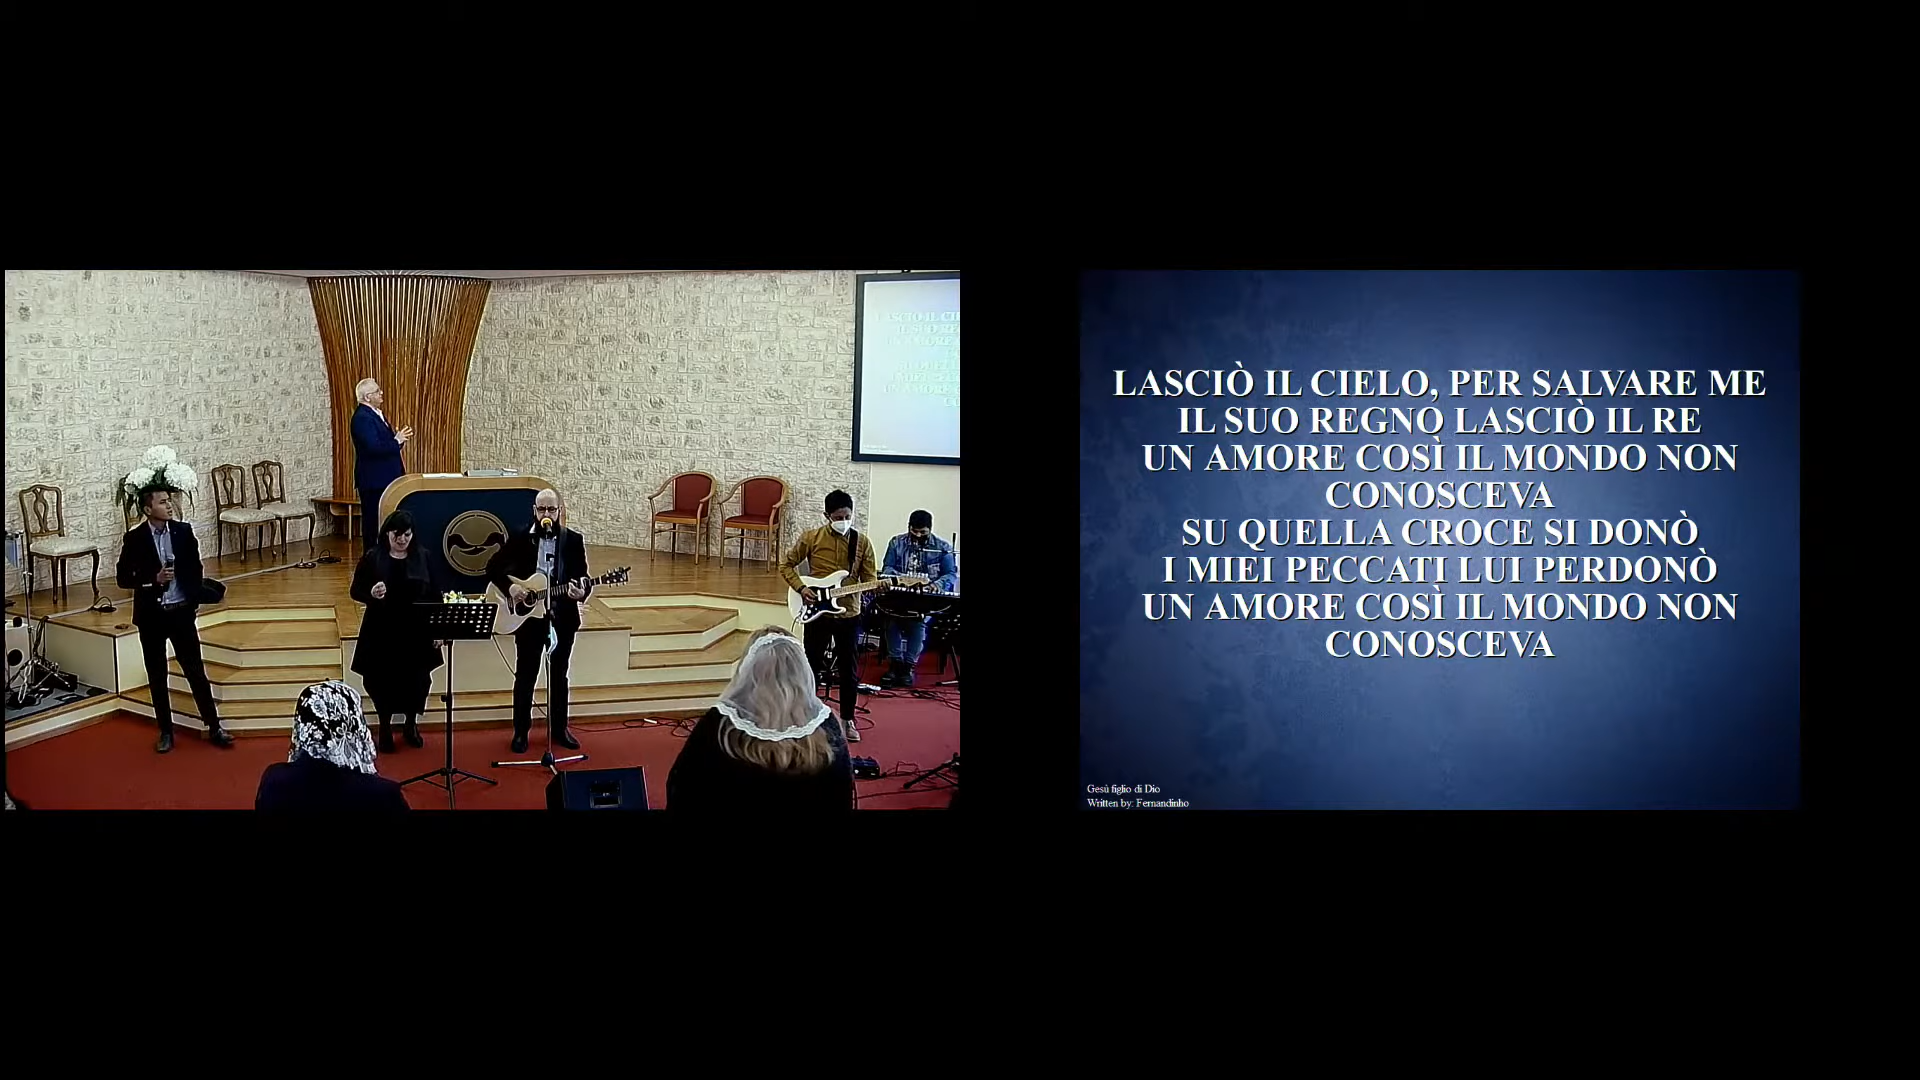 LASCIÒ IL CIELO, PER SALVARE ME
IL SUO REGNO LASCIÒ IL RE
UN AMORE COSÌ IL MONDO NON
CONOSCEVA
SU QUELLA CROCE SI DONÒ
I MIEI PECCATI LUI PERDONÒ
UN AMORE COSÌ IL MONDO NON
CONOSCEVA
Gesù figlio di Dio
Written by: Fernandinho